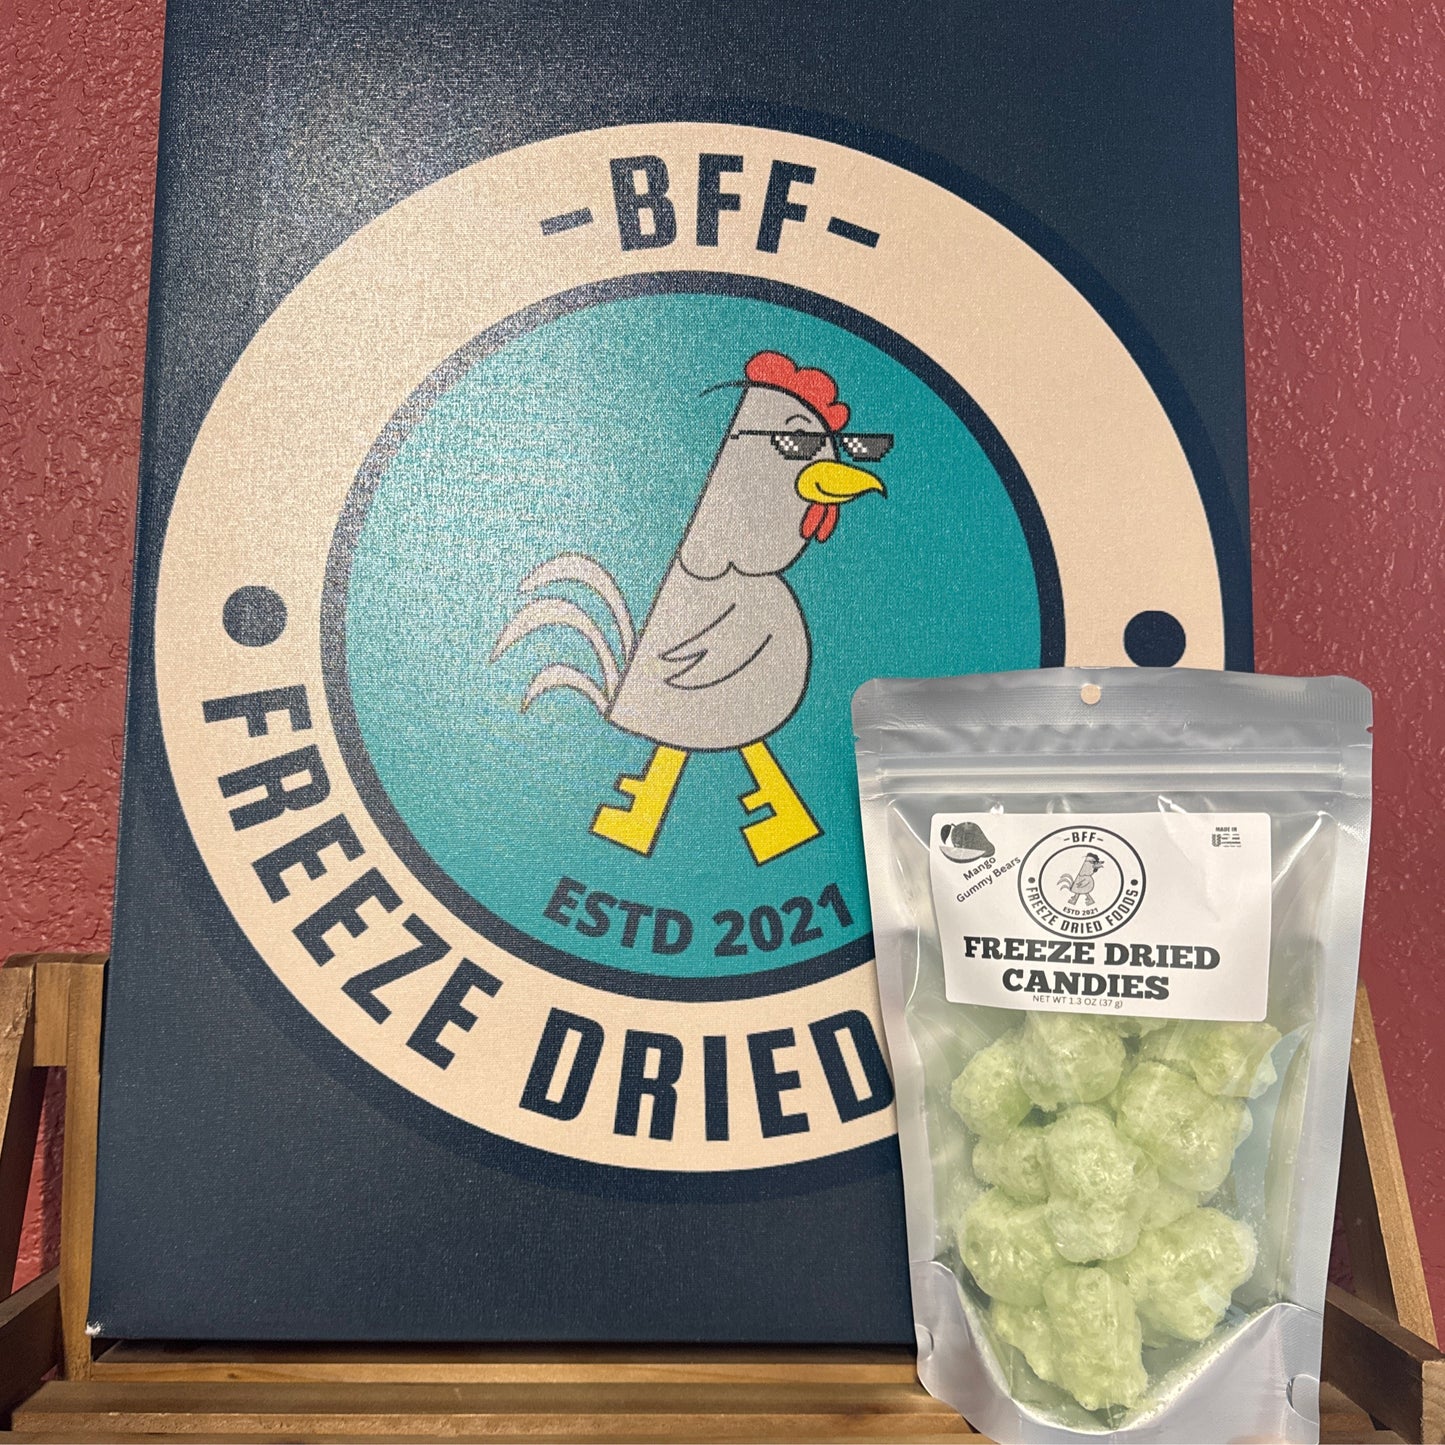 -BFF-
ESTD 2021
FREEZE DRIED
Mango
Gummy Bears
-BFF-
ESTD 2021
FREEZE DRIED FOODS
MADE IN
USA
FREEZE DRIED
CANDIES
NET WT 1.3 OZ (37 g)